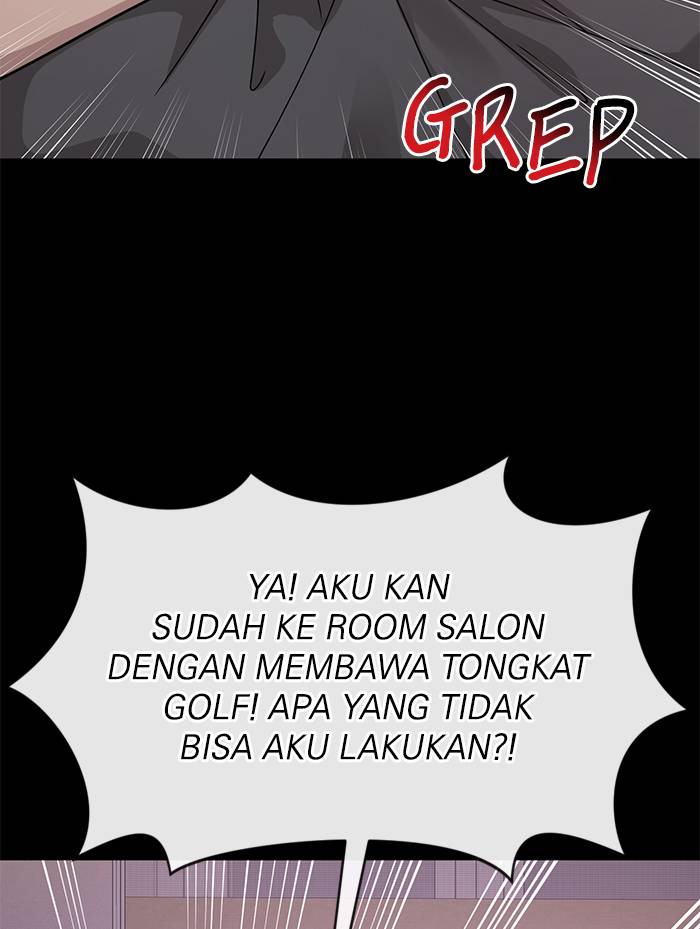 GREP
YA! AKU KAN
SUDAH KE ROOM SALON
DENGAN MEMBAWA TONGKAT
GOLF! APA YANG TIDAK
BISA AKU LAKUKAN?!